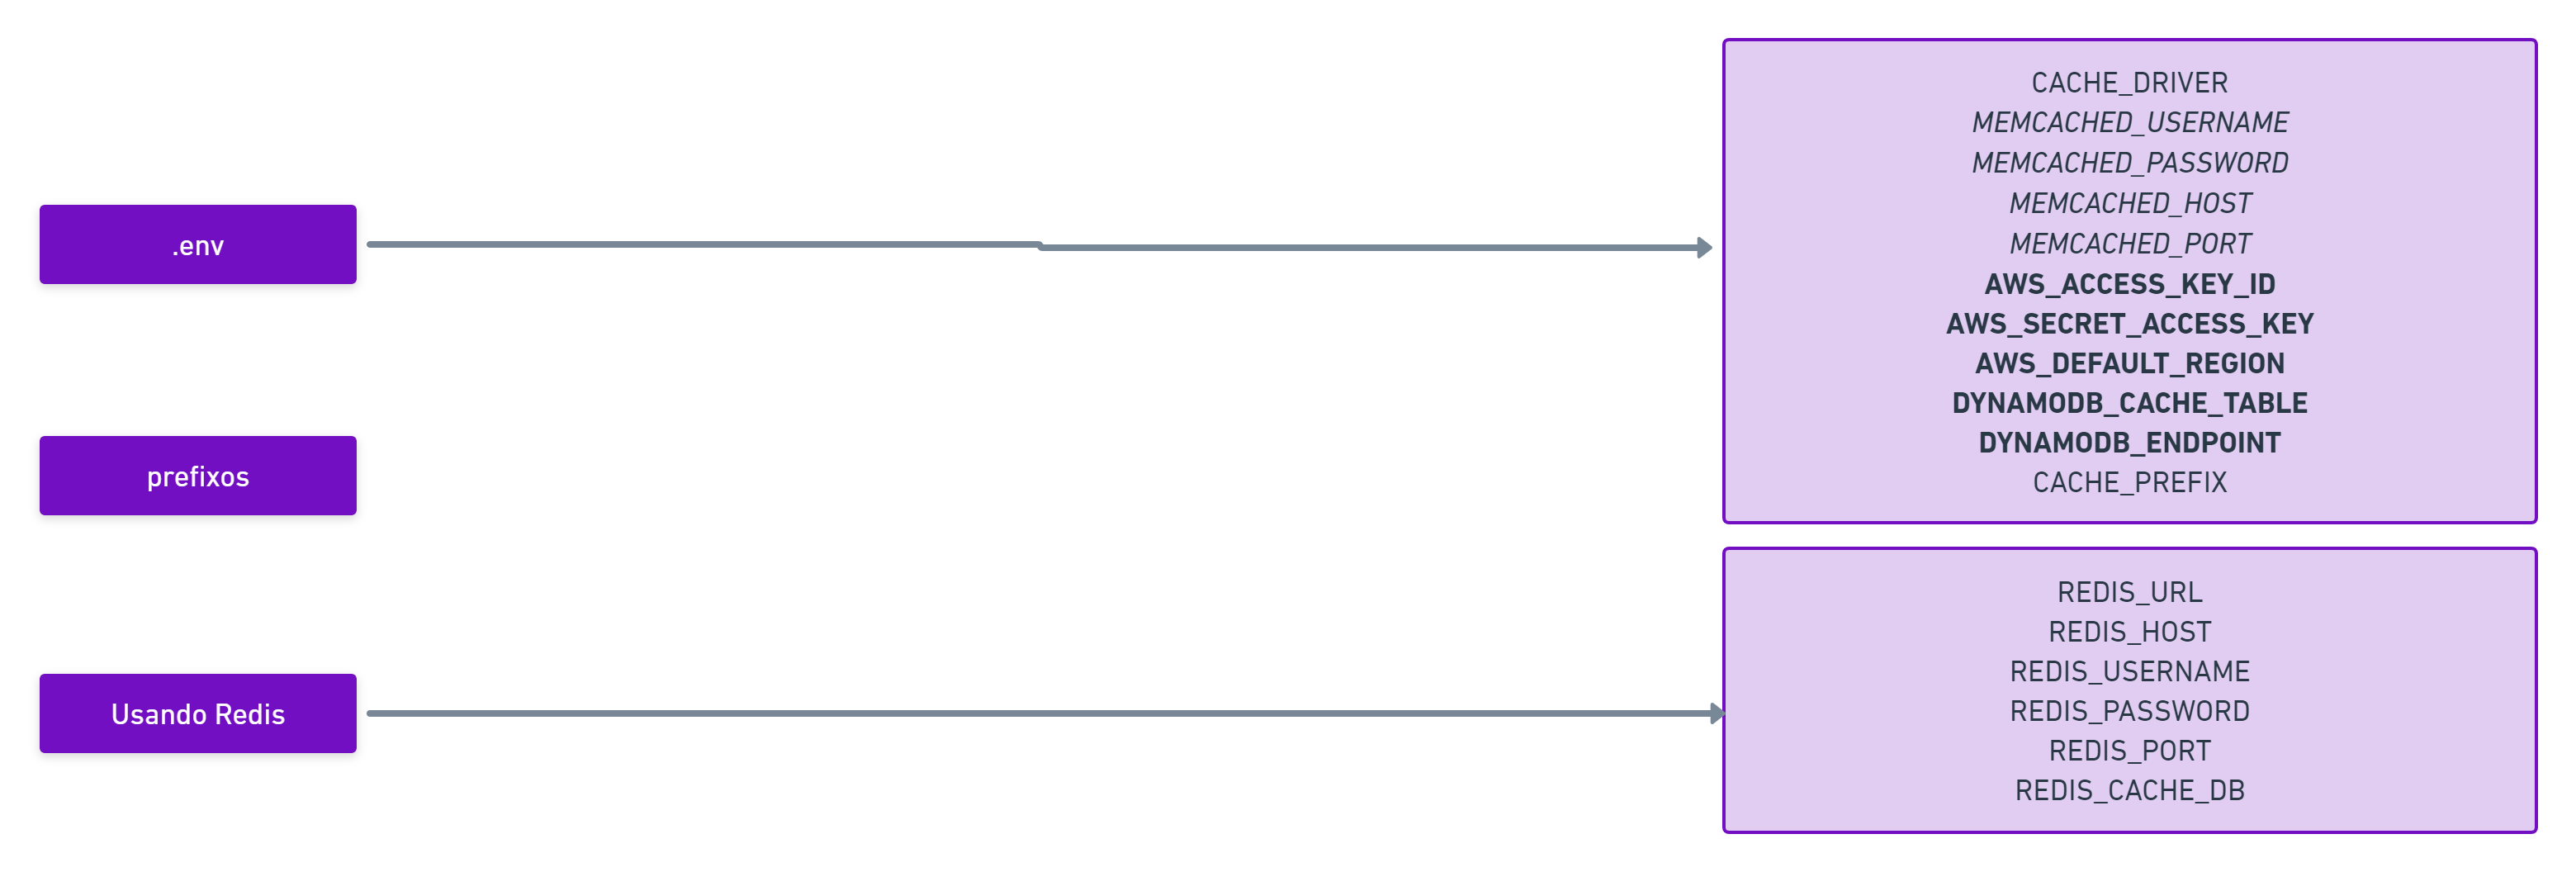 .env
CACHE_DRIVER
MEMCACHED_USERNAME
MEMCACHED_PASSWORD
MEMCACHED_HOST
MEMCACHED_PORT
AWS_ACCESS_KEY_ID
AWS_SECRET_ACCESS_KEY
AWS_DEFAULT_REGION
DYNAMODB_CACHE_TABLE
DYNAMODB_ENDPOINT
CACHE_PREFIX
prefixos
Usando Redis
REDIS_URL
REDIS_HOST
REDIS_USERNAME
REDIS_PASSWORD
REDIS_PORT
REDIS_CACHE_DB